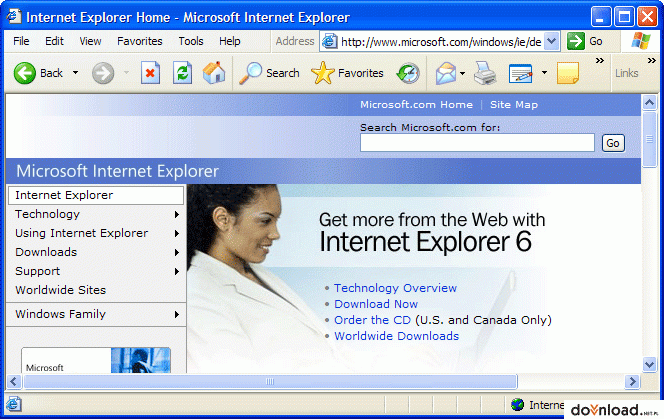 Internet Explorer Home - Microsoft Internet Explorer
File Edit View Favorites Tools Help Address http://www.microsoft.com/windows/ie/de Go
Back Search Favorites Links
Microsoft.com Home | Site Map
Search Microsoft.com for:
Go
Microsoft Internet Explorer
Internet Explorer
Technology
Using Internet Explorer
Downloads
Support
Worldwide Sites
Windows Family
Microsoft
Get more from the Web with
Internet Explorer 6
• Technology Overview
• Download Now
• Order the CD (U.S. and Canada Only)
• Worldwide Downloads
Interne
download.NET.PL